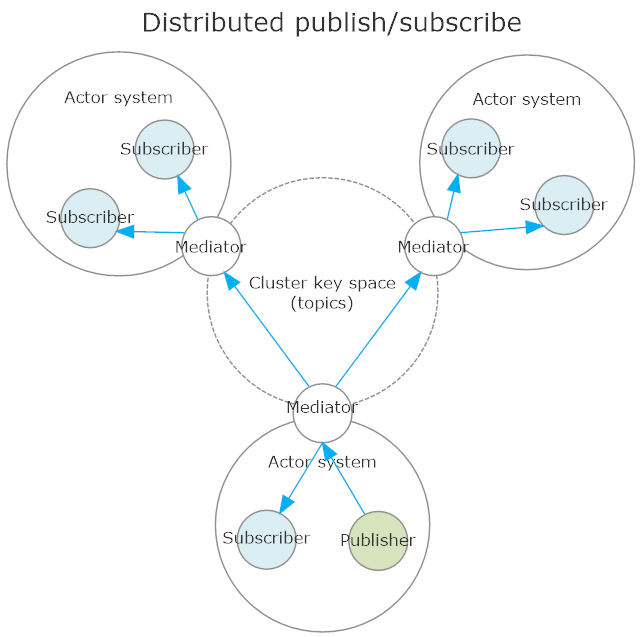 Distributed publish/subscribe
Actor system
Actor system
Subscriber
Subscriber
Subscriber
Subscriber
Mediator
Mediator
Cluster key space
(topics)
Mediator
Actor system
Subscriber
Publisher